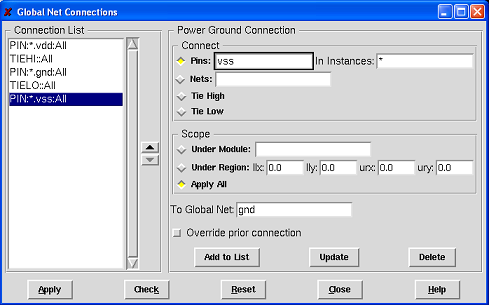 Global Net Connections
Connection List
PIN:*.vdd:All
TIEHI::All
PIN:*.gnd:All
TIELO::All
PIN:*.vss:All
Power Ground Connection
Connect
Pins: vss In Instances: *
Nets:
Tie High
Tie Low
Scope
Under Module:
Under Region: llx: 0.0 lly: 0.0 urx: 0.0 ury: 0.0
Apply All
To Global Net: gnd
Override prior connection
Add to List Update Delete
Apply Check Reset Close Help